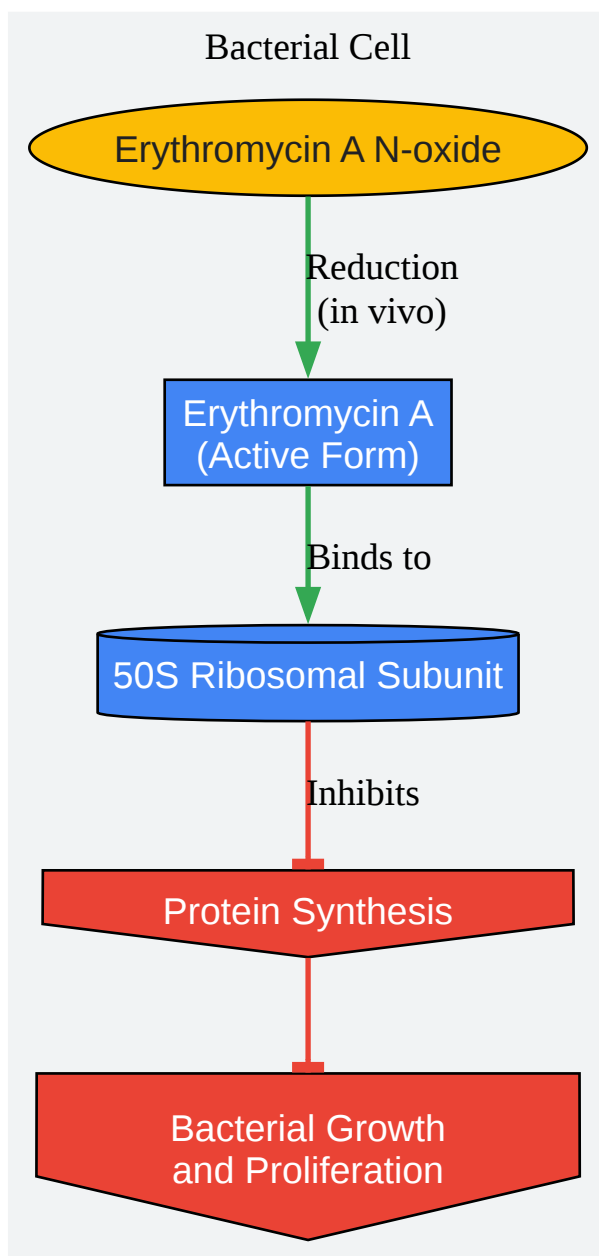 Bacterial Cell
Erythromycin A N-oxide
Reduction
(in vivo)
Erythromycin A
(Active Form)
Binds to
50S Ribosomal Subunit
Inhibits
Protein Synthesis
Bacterial Growth
and Proliferation